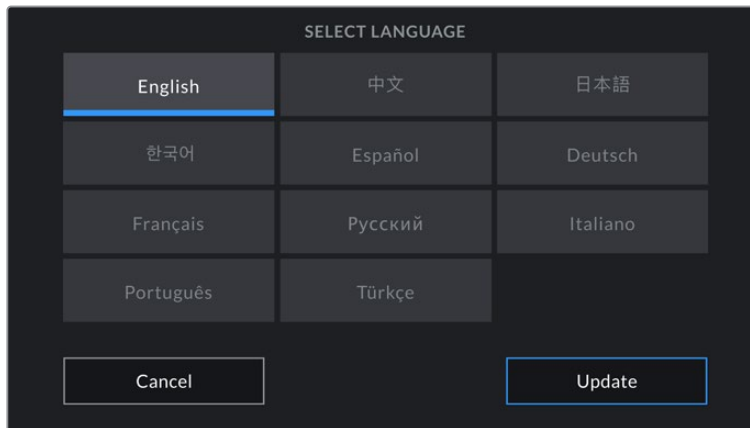 SELECT LANGUAGE
English 中文 日本語
한국어 Español Deutsch
Français Русский Italiano
Português Türkçe
Cancel Update